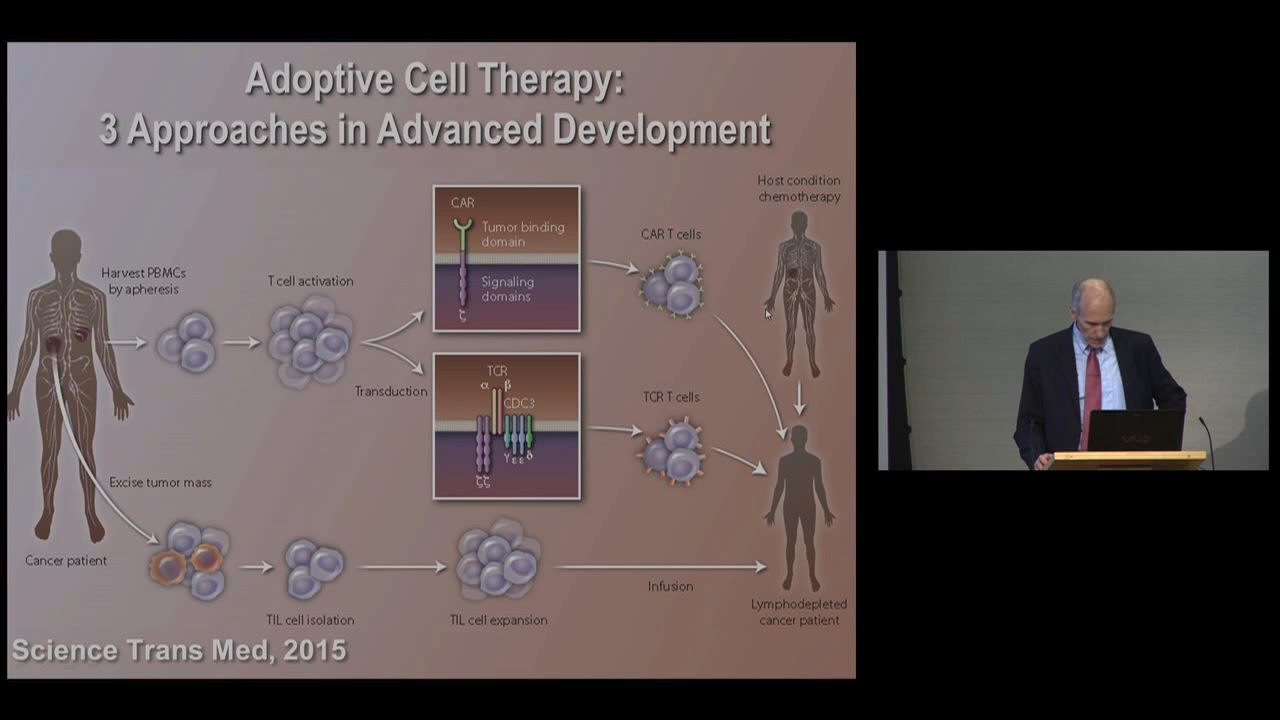 Adoptive Cell Therapy:
3 Approaches in Advanced Development
Host condition
chemotherapy
CAR
Tumor binding
domain
Signaling
domains
ζ
CAR T cells
Harvest PBMCs
by apheresis
T cell activation
Transduction
TCR
α
β
CDC3
γ
ε
ε
δ
ζζ
TCR T cells
Excise tumor mass
Cancer patient
TIL cell isolation
TIL cell expansion
Infusion
Lymphodepleted
cancer patient
Science Trans Med, 2015
VAIO